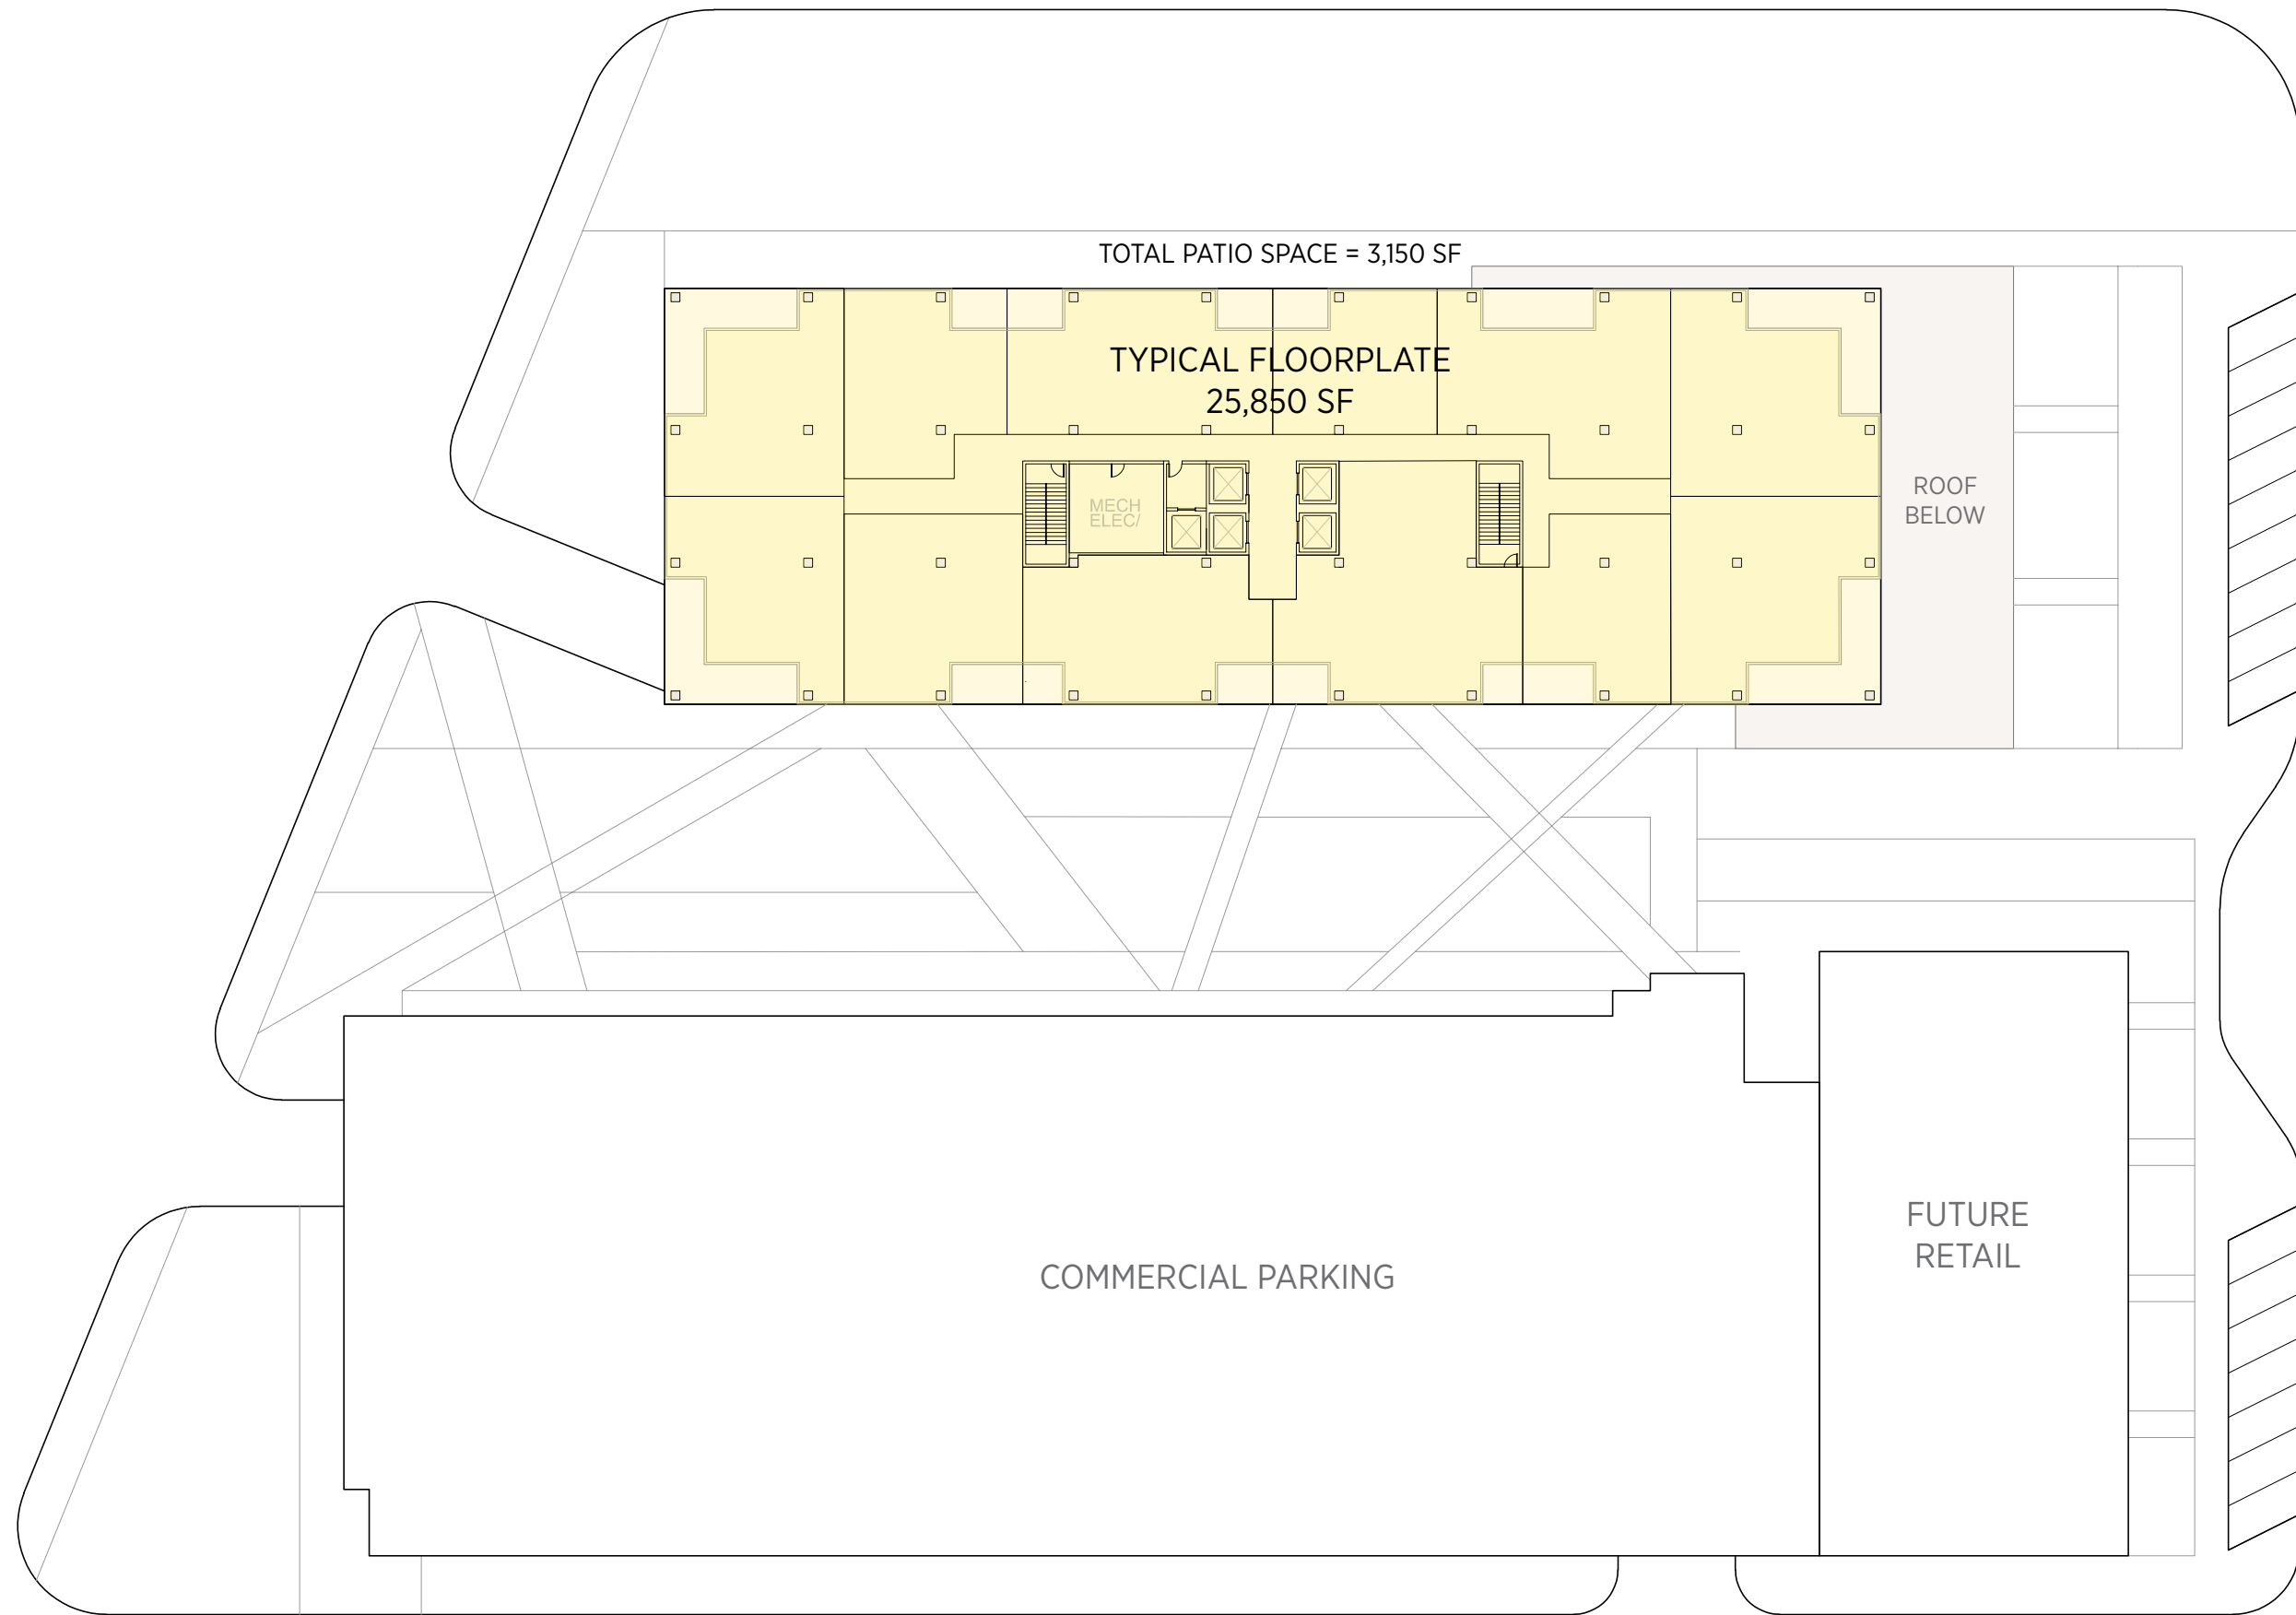 TOTAL PATIO SPACE = 3,150 SF
TYPICAL FLOORPLATE
25,850 SF
ROOF
BELOW
MECH
ELEC/
FUTURE
RETAIL
COMMERCIAL PARKING